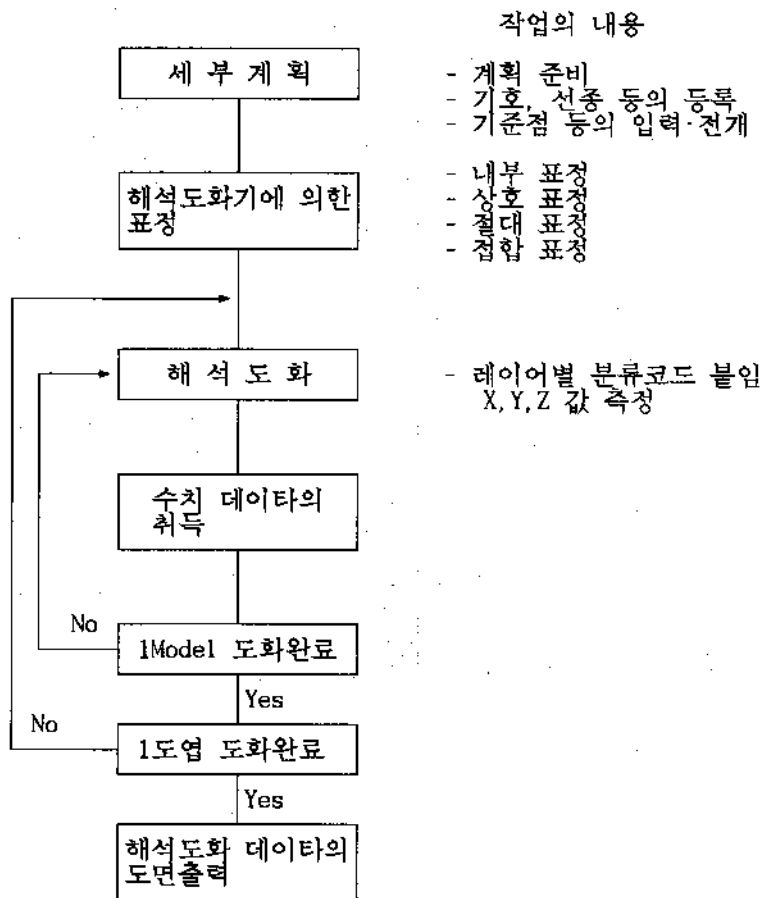 작업의 내용
세 부 계 획
- 계획 준비
- 기호, 선종 등의 등록
- 기준점 등의 입력·전개
해석도화기에 의한
표정
- 내부 표정
- 상호 표정
- 절대 표정
- 접합 표정
해 석 도 화
- 레이어별 분류코드 붙임
X,Y,Z 값 측정
수치 데이타의
취득
No
1Model 도화완료
Yes
No
1도엽 도화완료
Yes
해석도화 데이타의
도면출력